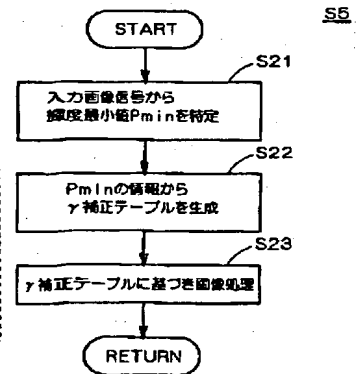 S5
START
S21
入力画像信号から
輝度最小値Pminを特定
S22
Pminの情報から
γ補正テーブルを生成
S23
γ補正テーブルに基づき画像処理
RETURN